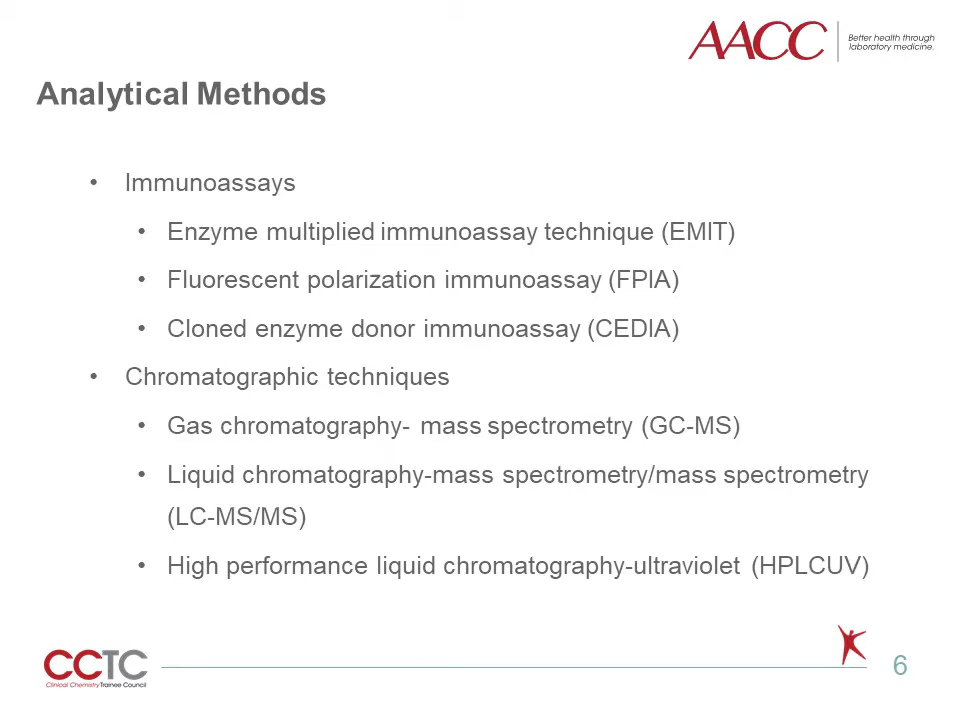 AACC
Better health through
laboratory medicine.
Analytical Methods
• Immunoassays
• Enzyme multiplied immunoassay technique (EMIT)
• Fluorescent polarization immunoassay (FPIA)
• Cloned enzyme donor immunoassay (CEDIA)
• Chromatographic techniques
• Gas chromatography- mass spectrometry (GC-MS)
• Liquid chromatography-mass spectrometry/mass spectrometry
(LC-MS/MS)
• High performance liquid chromatography-ultraviolet (HPLCUV)
CCTC
Clinical Chemistry Trainee Council
6